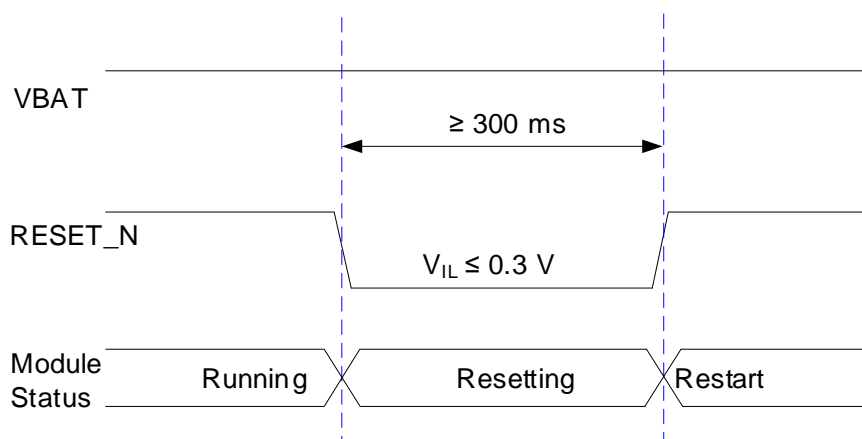 VBAT
≥ 300 ms
RESET_N
VIL ≤ 0.3 V
Module
Status
Running
Resetting
Restart